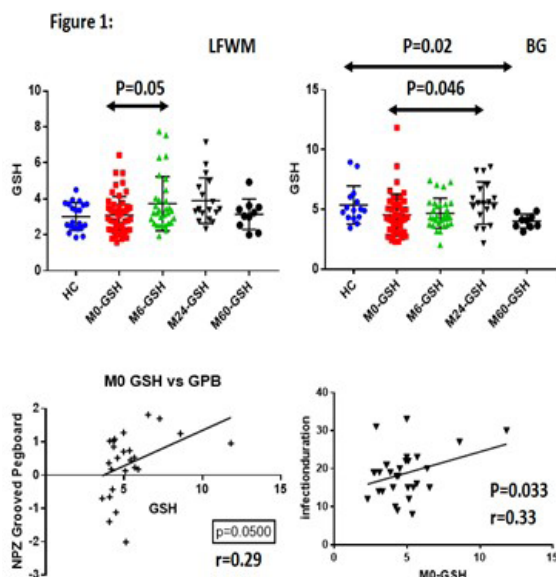 Figure 1:
LFWM
P=0.05
GSH
10
8
6
4
2
0
HC
M0-GSH
M6-GSH
M24-GSH
M60-GSH
P=0.02
BG
P=0.046
GSH
15
10
5
0
HC
M0-GSH
M6-GSH
M24-GSH
M60-GSH
M0 GSH vs GPB
NPZ Grooved Pegboard
2
1
0
-1
-2
-3
5
10
15
GSH
p=0.0500
r=0.29
infectionduration
40
30
20
10
0
P=0.033
r=0.33
0
5
10
15
M0-GSH